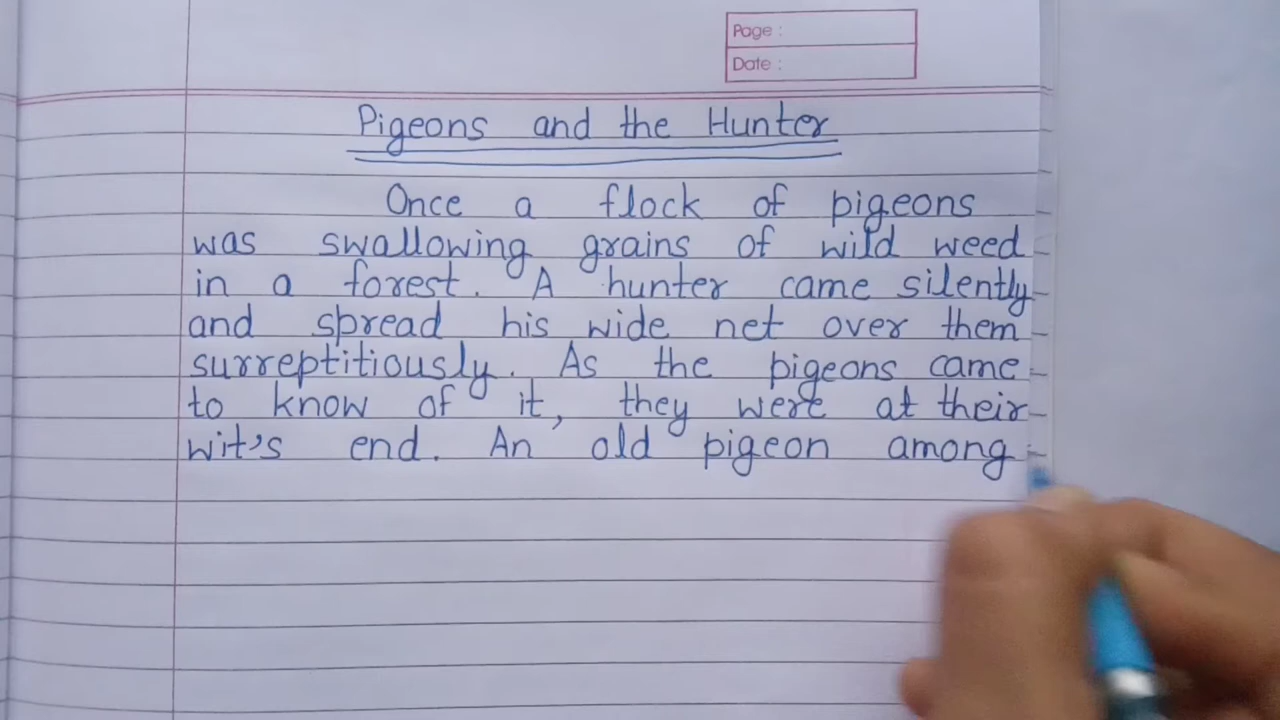 Page :
Date :
Pigeons and the Hunter
Once a flock of pigeons
was swallowing grains of wild weed
in a forest. A hunter came silently
and spread his wide net over them
surreptitiously. As the pigeons came
to know of it, they were at their
wit's end. An old pigeon among